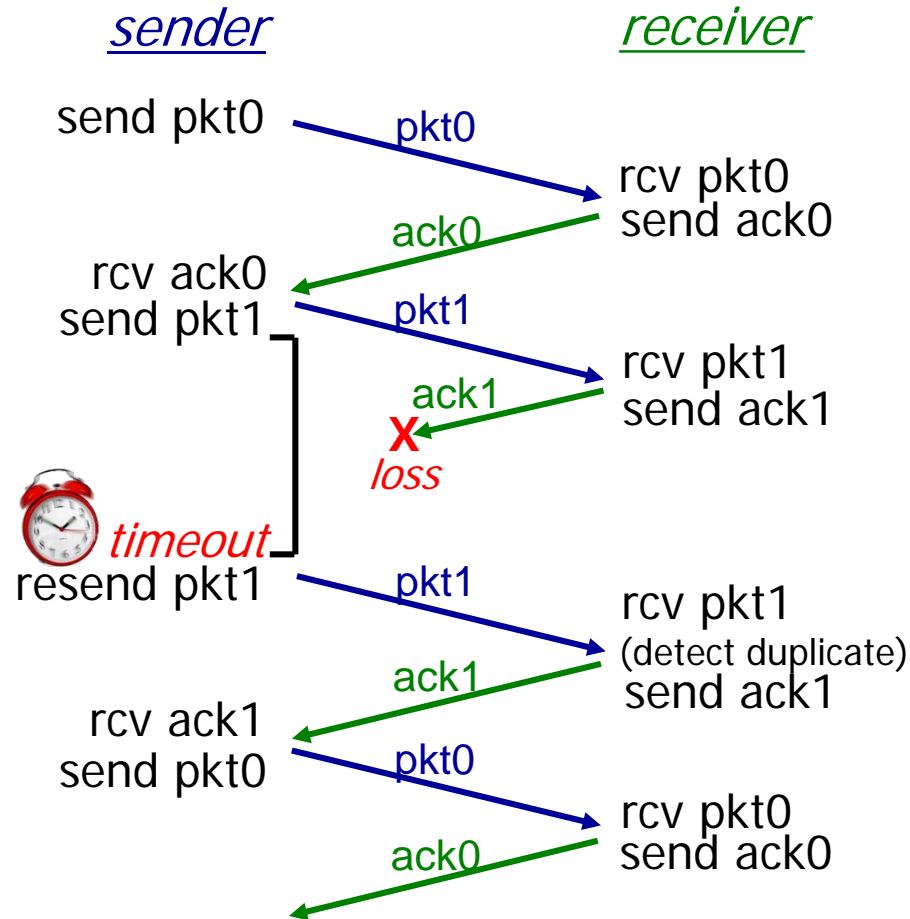 sender
receiver
send pkt0
pkt0
rcv pkt0
send ack0
ack0
rcv ack0
send pkt1
pkt1
rcv pkt1
send ack1
ack1
X
loss
timeout
resend pkt1
pkt1
rcv pkt1
(detect duplicate)
send ack1
ack1
rcv ack1
send pkt0
pkt0
rcv pkt0
send ack0
ack0